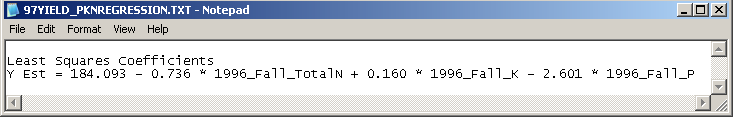 97YIELD_PKNREGRESSION.TXT - Notepad
File Edit Format View Help
Least Squares Coefficients
Y Est = 184.093 - 0.736 * 1996_Fall_TotalN + 0.160 * 1996_Fall_K - 2.601 * 1996_Fall_P